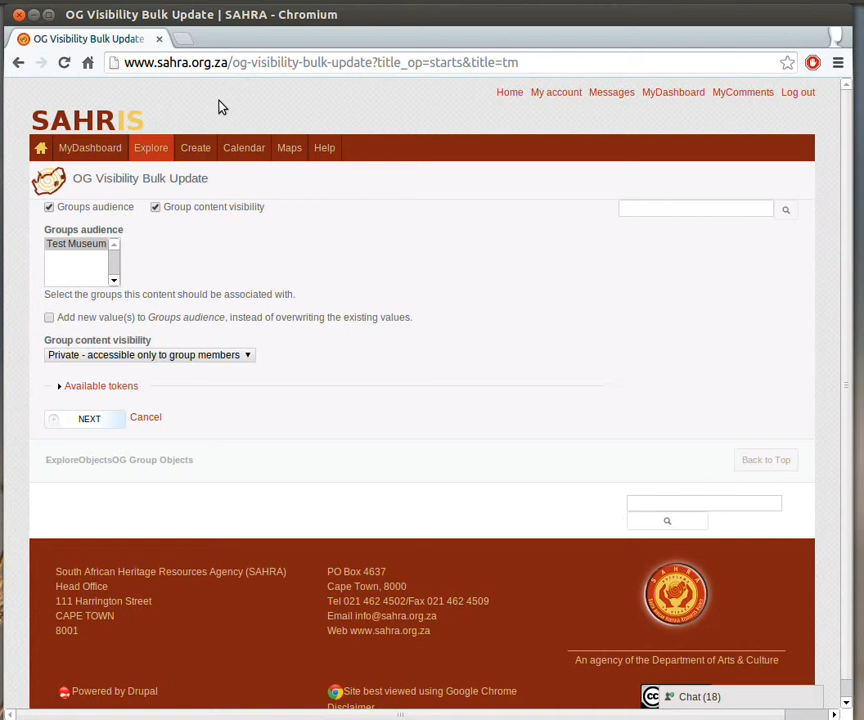 OG Visibility Bulk Update | SAHRA - Chromium
OG Visibility Bulk Update
www.sahra.org.za/og-visibility-bulk-update?title_op=starts&title=tm
Home My account Messages MyDashboard MyComments Log out
SAHRIS
MyDashboard Explore Create Calendar Maps Help
OG Visibility Bulk Update
Groups audience Group content visibility
Groups audience
Test Museum
Select the groups this content should be associated with.
Add new value(s) to Groups audience, instead of overwriting the existing values.
Group content visibility
Private - accessible only to group members
Available tokens
NEXT Cancel
ExploreObjectsOG Group Objects
Back to Top
South African Heritage Resources Agency (SAHRA)
Head Office
111 Harrington Street
CAPE TOWN
8001
PO Box 4637
Cape Town, 8000
Tel 021 462 4502/Fax 021 462 4509
Email info@sahra.org.za
Web www.sahra.org.za
SAHRA
An agency of the Department of Arts & Culture
Powered by Drupal
Site best viewed using Google Chrome
Disclaimer
cc
Chat (18)